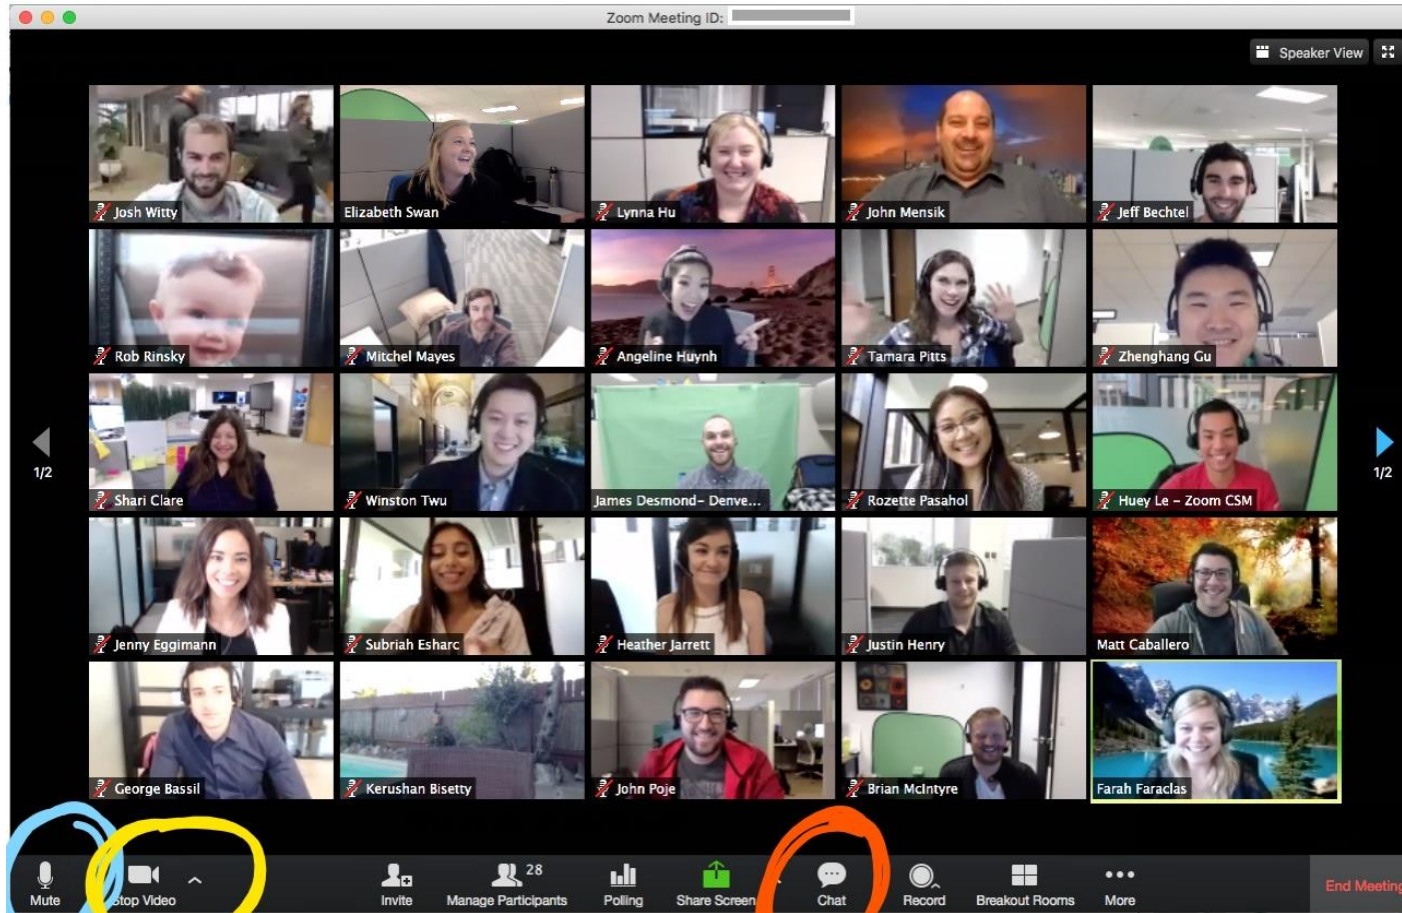 Zoom Meeting ID:
Speaker View
Josh Witty
Elizabeth Swan
Lynna Hu
John Mensik
Jeff Bechtel
Rob Rinsky
Mitchel Mayes
Angeline Huynh
Tamara Pitts
Zhenghang Gu
1/2
1/2
Shari Clare
Winston Twu
James Desmond- Denve...
Rozette Pasahol
Huey Le - Zoom CSM
Jenny Eggimann
Subriah Esharc
Heather Jarrett
Justin Henry
Matt Caballero
George Bassil
Kerushan Bisetty
John Poje
Brian McIntyre
Farah Faraclas
Mute
Stop Video
Invite
28
Manage Participants
Polling
Share Screen
Chat
Record
Breakout Rooms
More
End Meeting